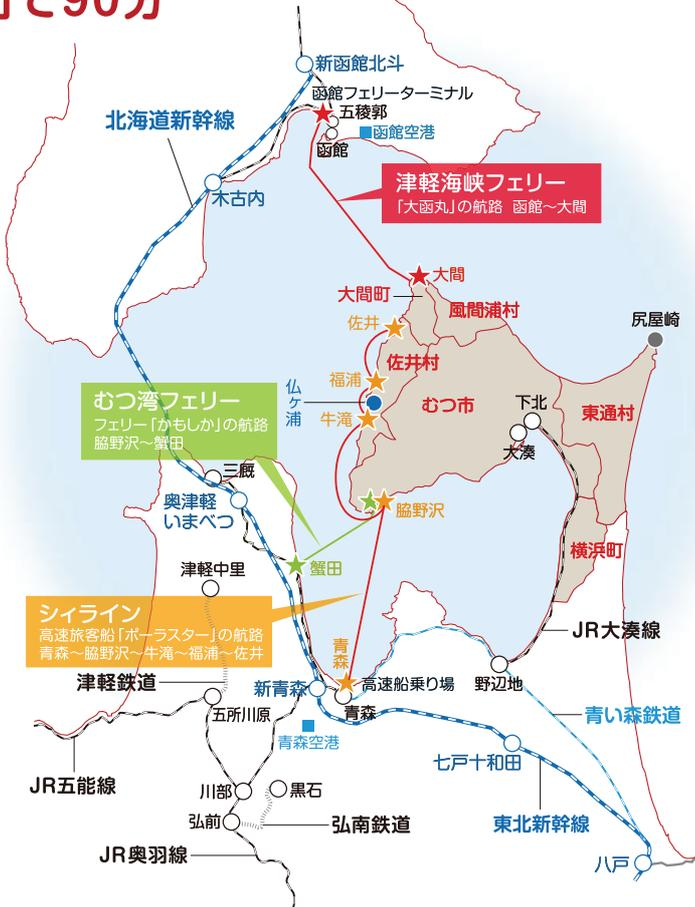 で90分
新函館北斗
函館フェリーターミナル
五稜郭
北海道新幹線
函館空港
函館
木古内
津軽海峡フェリー
「大函丸」の航路 函館～大間
大間
大間町
風間浦村
佐井
尻屋崎
佐井村
福浦
むつ湾フェリー
フェリー「かもしか」の航路
脇野沢～蟹田
仏ヶ浦
むつ市
下北
東通村
牛滝
大湊
三厩
奥津軽
いまべつ
脇野沢
横浜町
津軽中里
蟹田
シィライン
高速旅客船「ポーラスター」の航路
青森～脇野沢～牛滝～福浦～佐井
JR大湊線
青森
津軽鉄道
新青森
高速船乗り場
野辺地
五所川原
青森
青い森鉄道
青森空港
七戸十和田
JR五能線
川部
黒石
弘前
弘南鉄道
東北新幹線
JR奥羽線
八戸